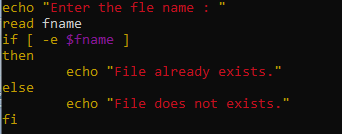 echo "Enter the fle name : "
read fname
if [ -e $fname ]
then
        echo "File already exists."
else
        echo "File does not exists."
fi